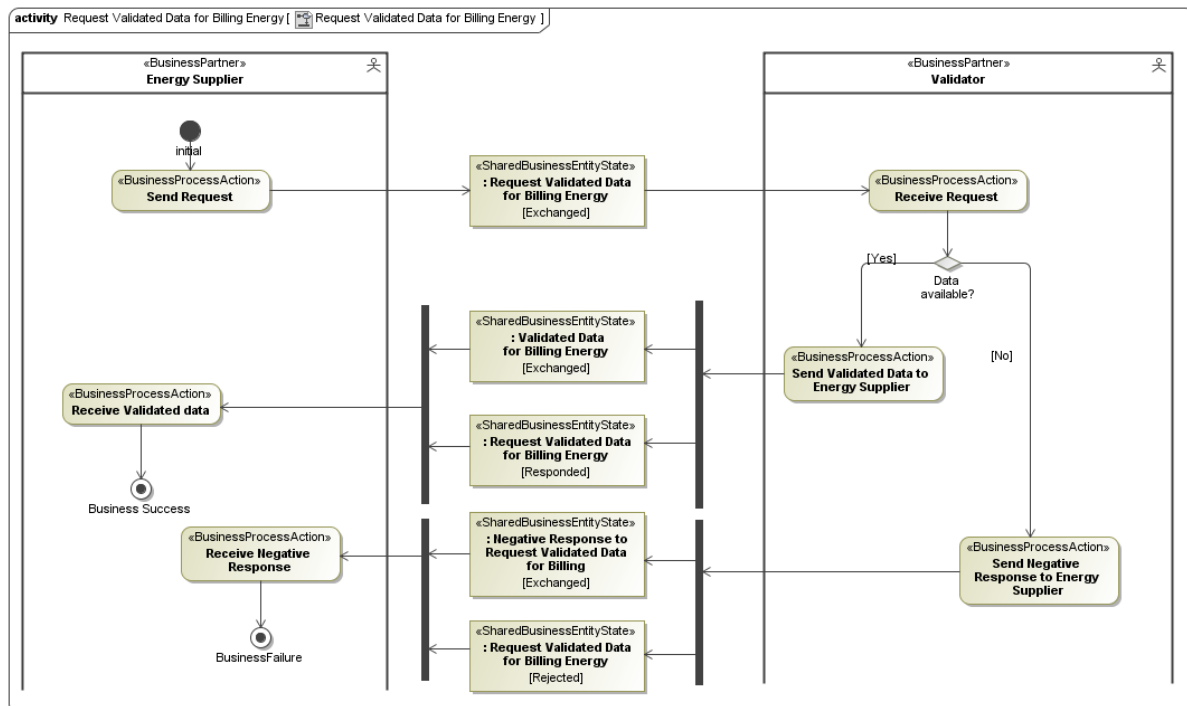 activity Request Validated Data for Billing Energy [ Request Validated Data for Billing Energy ]
«BusinessPartner»
Energy Supplier
«BusinessPartner»
Validator
initial
«BusinessProcessAction»
Send Request
«SharedBusinessEntityState»
: Request Validated Data
for Billing Energy
[Exchanged]
«BusinessProcessAction»
Receive Request
[Yes]
Data
available?
[No]
«SharedBusinessEntityState»
: Validated Data
for Billing Energy
[Exchanged]
«BusinessProcessAction»
Send Validated Data to
Energy Supplier
«BusinessProcessAction»
Receive Validated data
«SharedBusinessEntityState»
: Request Validated Data
for Billing Energy
[Responded]
Business Success
«SharedBusinessEntityState»
: Negative Response to
Request Validated Data
for Billing
[Exchanged]
«BusinessProcessAction»
Receive Negative
Response
«BusinessProcessAction»
Send Negative
Response to Energy
Supplier
«SharedBusinessEntityState»
: Request Validated Data
for Billing Energy
[Rejected]
BusinessFailure